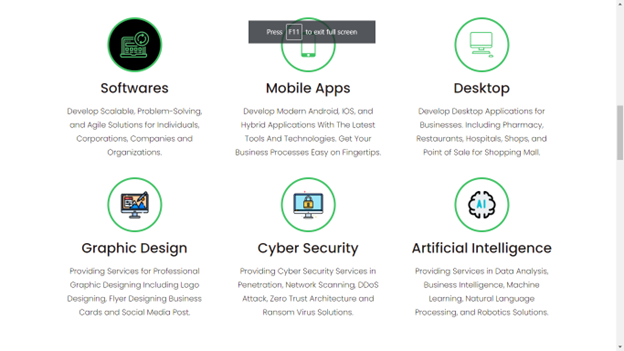 Press F11 to exit full screen
Softwares
Develop Scalable, Problem-Solving,
and Agile Solutions for Individuals,
Corporations, Companies and
Organizations.
Mobile Apps
Develop Modern Android, iOS, and
Hybrid Applications With The Latest
Tools And Technologies. Get Your
Business Processes Easy on Fingertips.
Desktop
Develop Desktop Applications for
Businesses. Including Pharmacy,
Restaurants, Hospitals, Shops, and
Point of Sale for Shopping Mall.
Graphic Design
Providing Services for Professional
Graphic Designing Including Logo
Designing, Flyer Designing Business
Cards and Social Media Post.
Cyber Security
Providing Cyber Security Services in
Penetration, Network Scanning, DDoS
Attack, Zero Trust Architecture and
Ransom Virus Solutions.
AI
Artificial Intelligence
Providing Services in Data Analysis,
Business Intelligence, Machine
Learning, Natural Language
Processing, and Robotics Solutions.